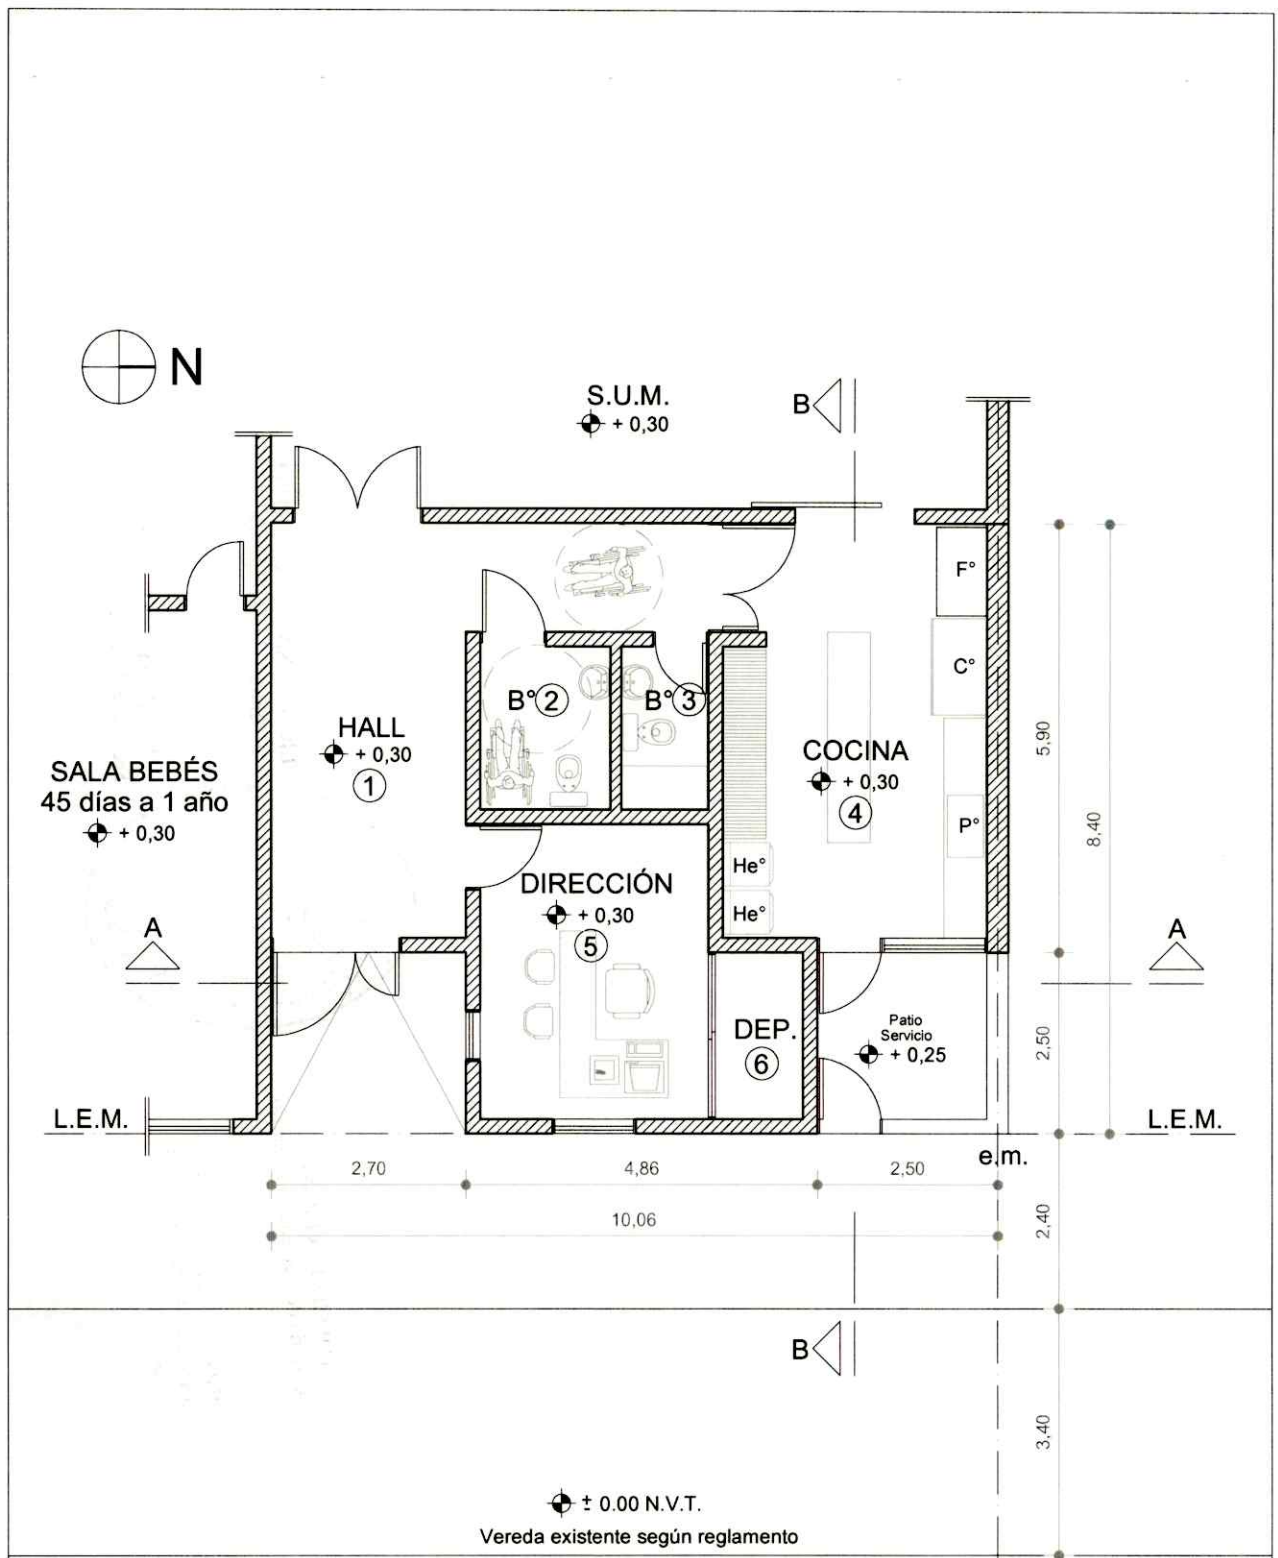 N
S.U.M.
+ 0,30
B
HALL
+ 0,30
1
B° 2
B° 3
F°
C°
COCINA
+ 0,30
4
P°
He°
He°
SALA BEBÉS
45 días a 1 año
+ 0,30
DIRECCIÓN
+ 0,30
5
A
A
DEP.
6
Patio
Servicio
+ 0,25
5,90
8,40
2,50
L.E.M.
L.E.M.
e.m.
2,70
4,86
2,50
10,06
2,40
B
3,40
± 0.00 N.V.T.
Vereda existente según reglamento